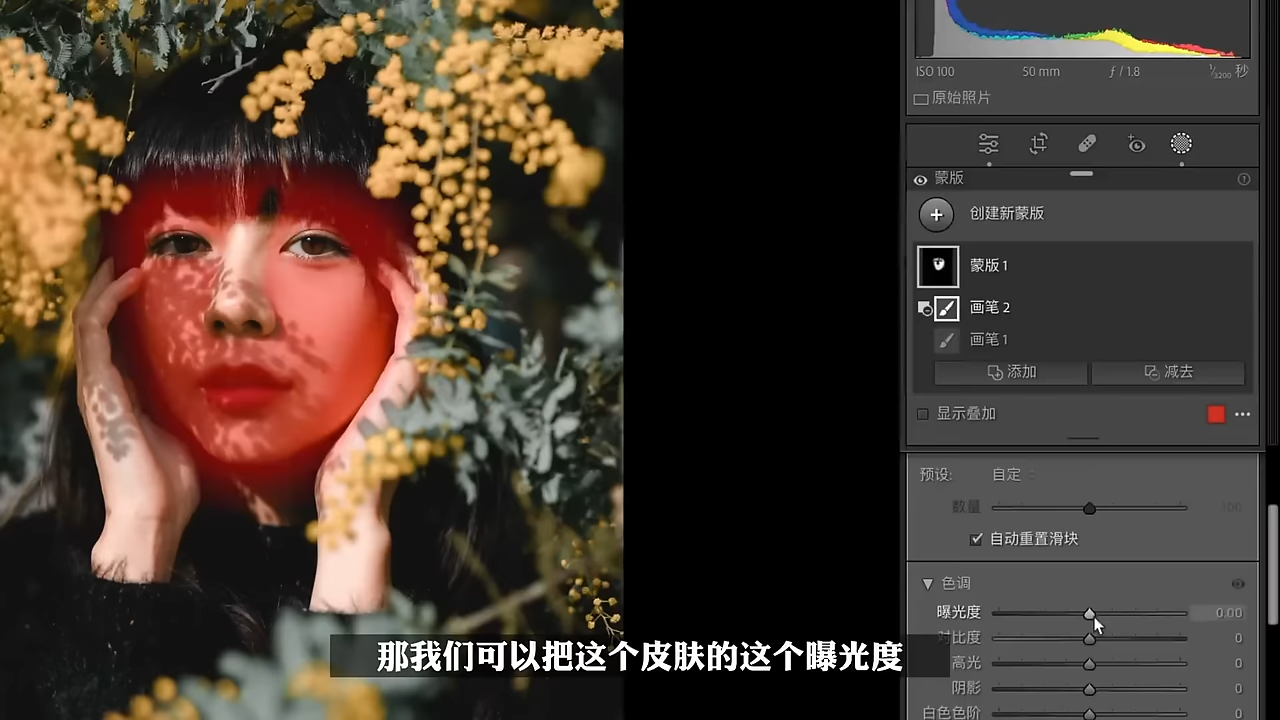 ISO 100 50 mm ƒ / 1.8 1/3200 秒
原始照片
蒙版
创建新蒙版
蒙版 1
画笔 2
画笔 1
添加 减去
显示叠加
预设: 自定
数量 100
自动重置滑块
色调
曝光度 0.00
对比度 0
高光 0
阴影 0
白色色阶 0
那我们可以把这个皮肤的这个曝光度